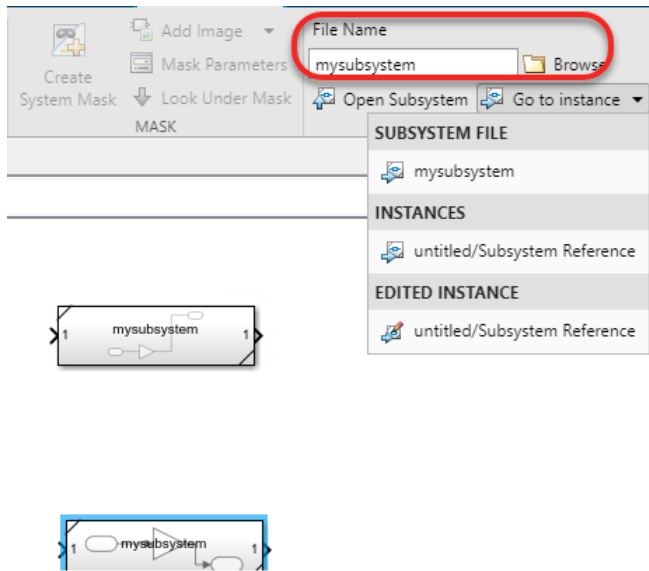 Add Image
File Name
Mask Parameters
mysubsystem
Browse
Create
System Mask
Look Under Mask
Open Subsystem
Go to instance
MASK
SUBSYSTEM FILE
mysubsystem
INSTANCES
untitled/Subsystem Reference
EDITED INSTANCE
untitled/Subsystem Reference
1 mysubsystem 1
1 mysubsystem 1